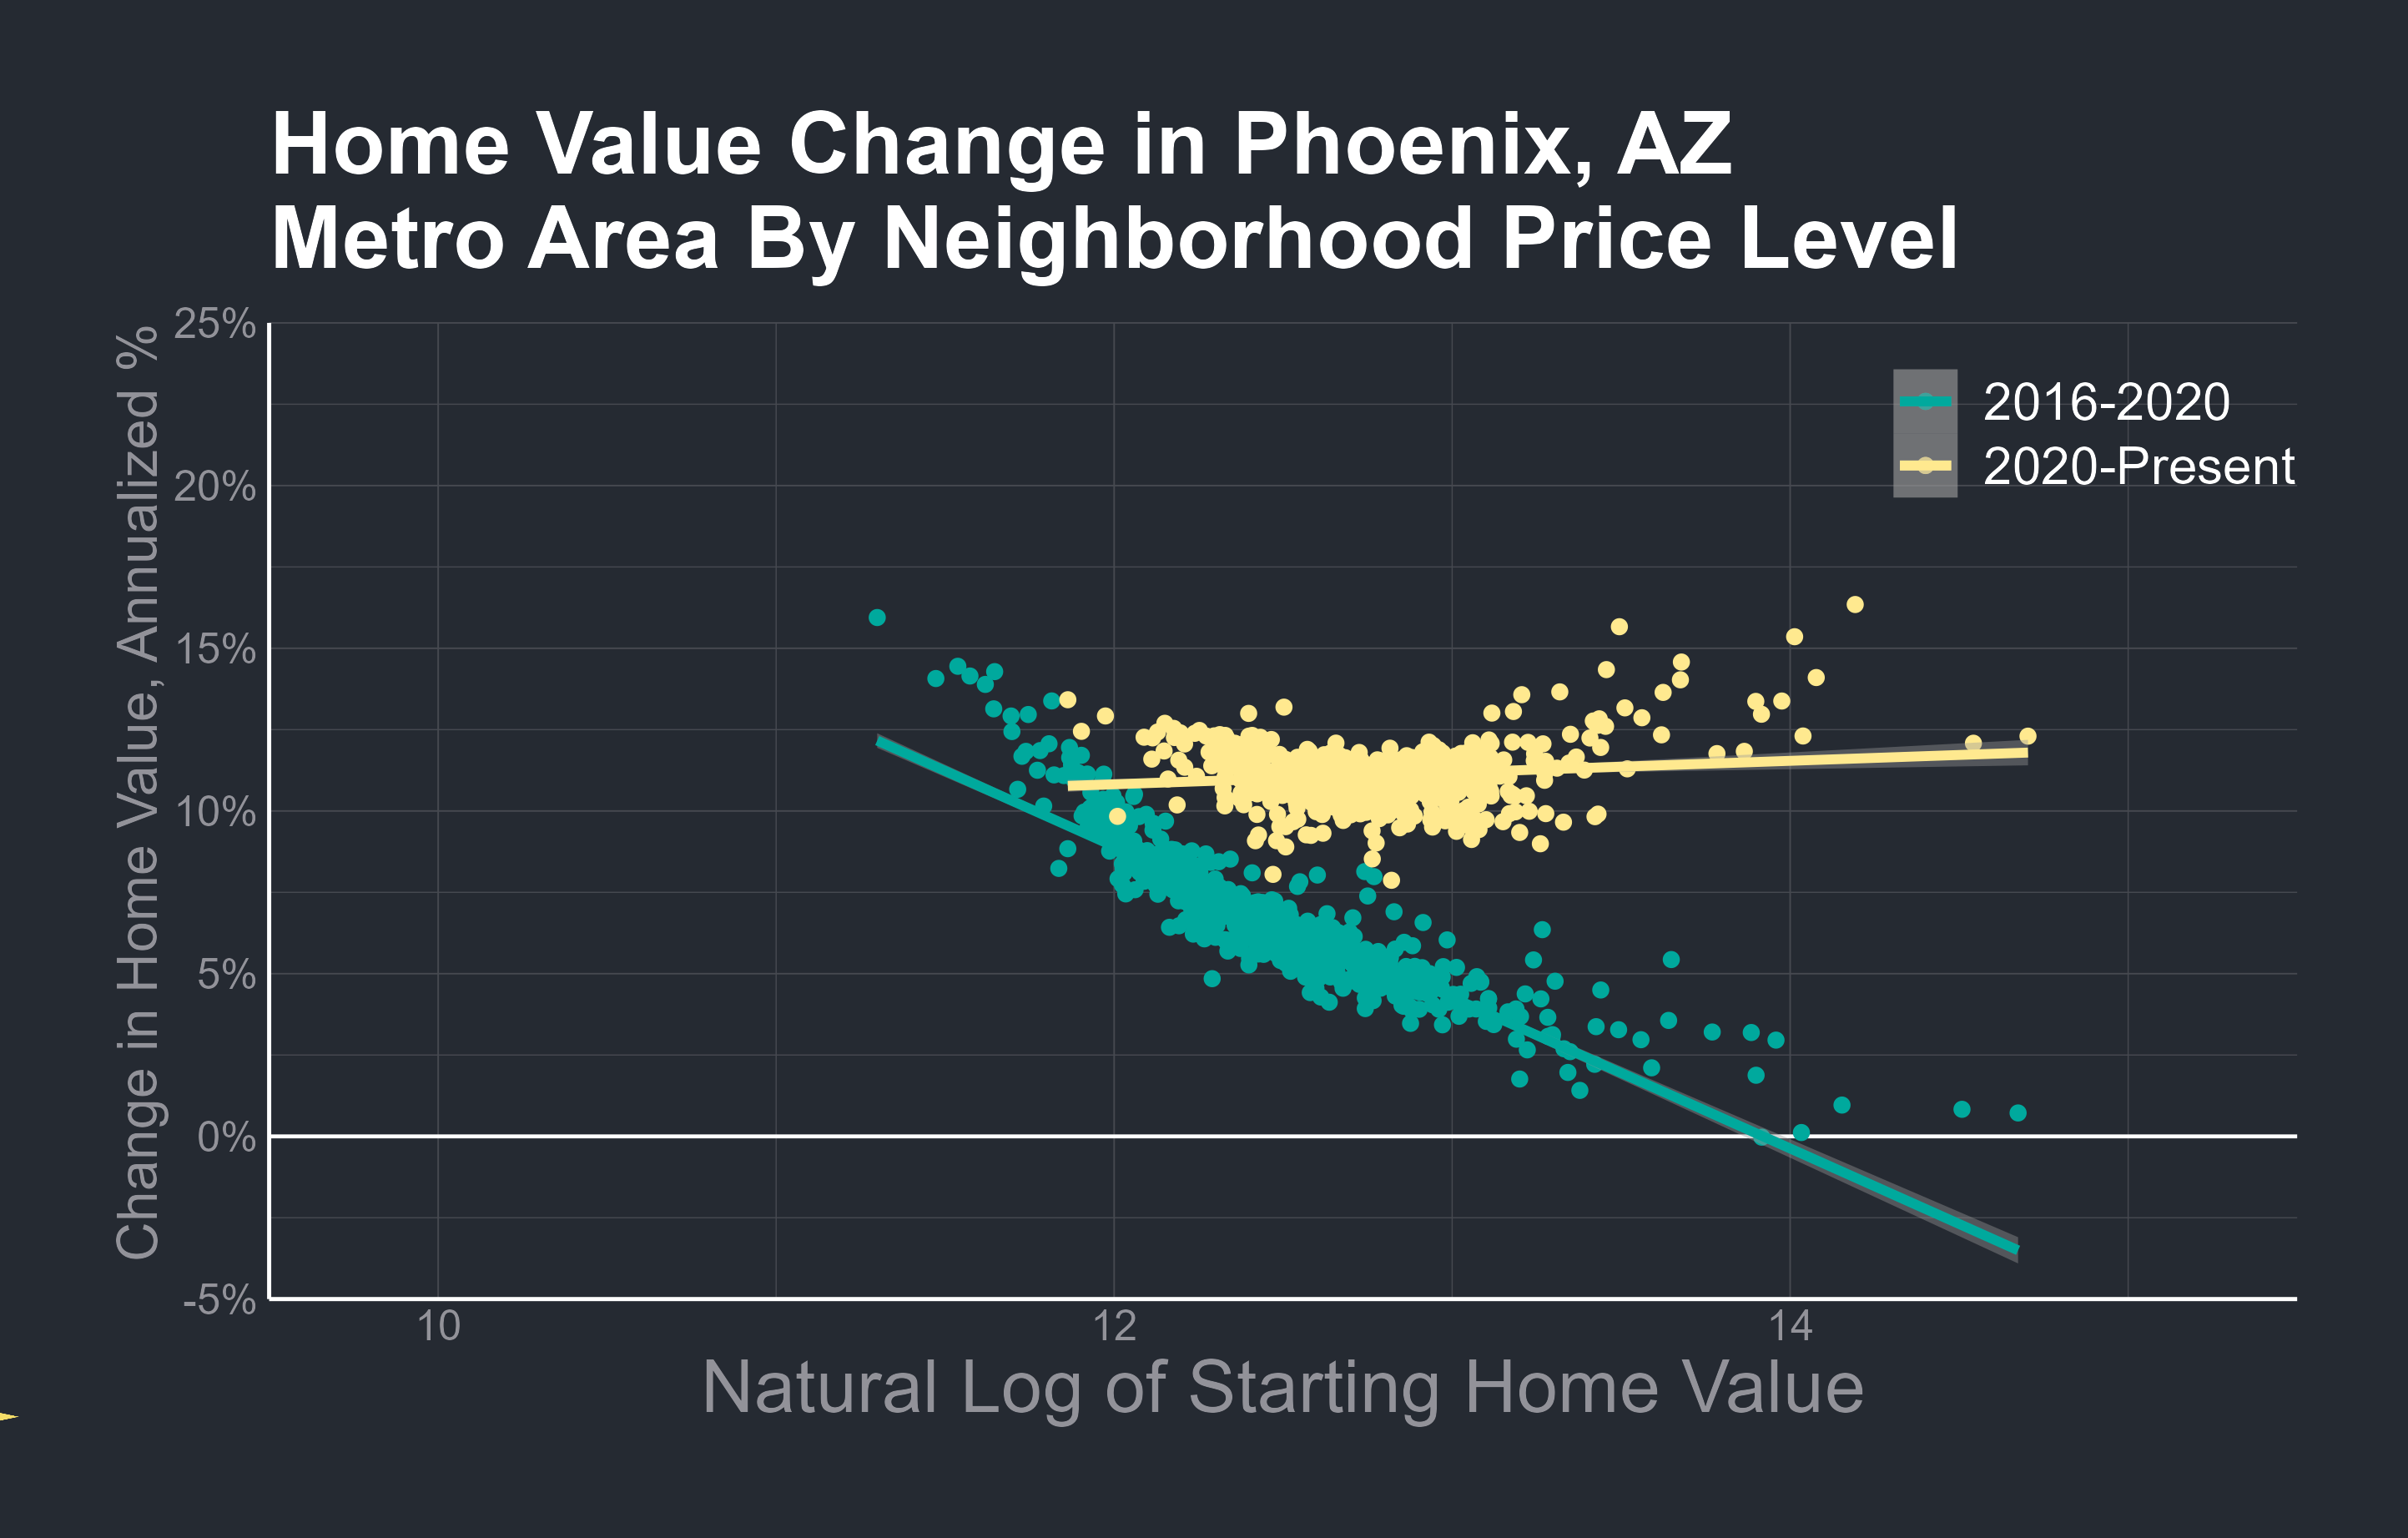 Home Value Change in Phoenix, AZ
Metro Area By Neighborhood Price Level
Change in Home Value, Annualized %
25%
20%
15%
10%
5%
0%
-5%
2016-2020
2020-Present
10
12
14
Natural Log of Starting Home Value